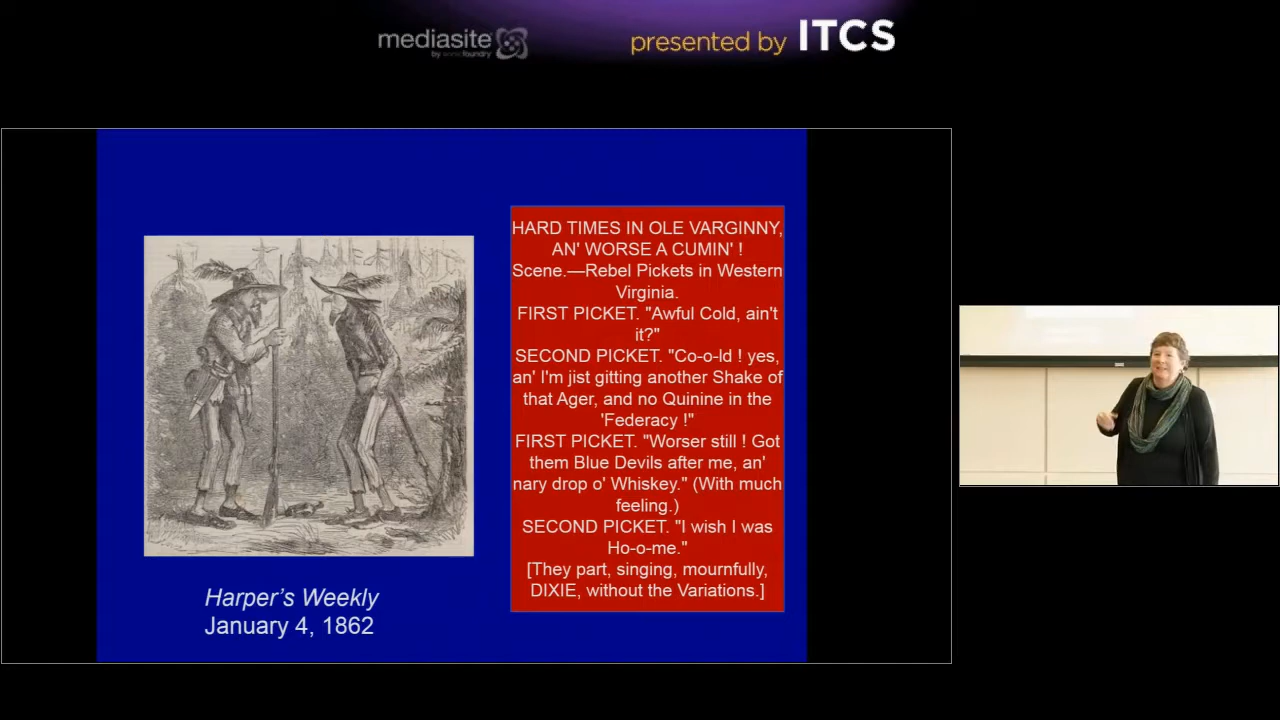 mediasite
by sonic foundry
presented by ITCS
HARD TIMES IN OLE VARGINNY,
AN' WORSE A CUMIN' !
Scene.—Rebel Pickets in Western
Virginia.
FIRST PICKET. "Awful Cold, ain't
it?"
SECOND PICKET. "Co-o-ld ! yes,
an' I'm jist gitting another Shake of
that Ager, and no Quinine in the
'Federacy !"
FIRST PICKET. "Worser still ! Got
them Blue Devils after me, an'
nary drop o' Whiskey." (With much
feeling.)
SECOND PICKET. "I wish I was
Ho-o-me."
[They part, singing, mournfully,
DIXIE, without the Variations.]
Harper's Weekly
January 4, 1862